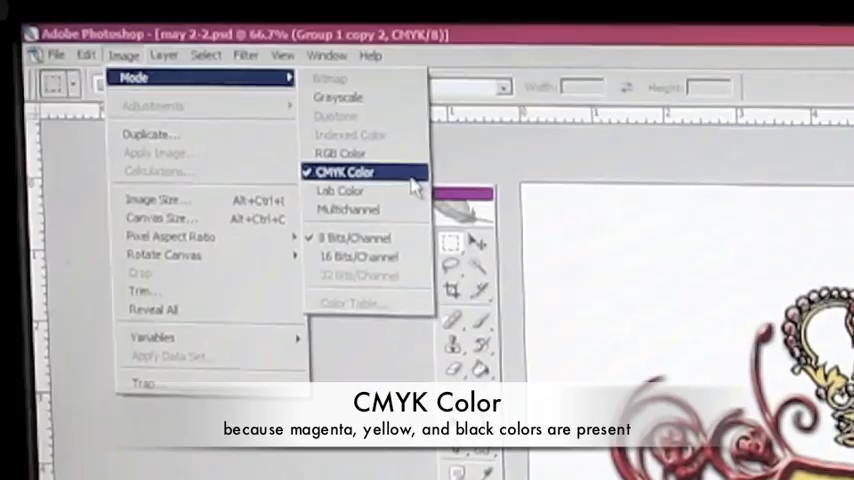 Adobe Photoshop - [may 2-2.psd @ 66.7% (Group 1 copy 2, CMYK/8)]
File Edit Image Layer Select Filter View Window Help
Mode
Bitmap
Width:
Height:
Grayscale
Adjustments
Duotone
Duplicate...
Indexed Color
Apply Image...
RGB Color
Calculations...
CMYK Color
Lab Color
Image Size... Alt+Ctrl+I
Multichannel
Canvas Size... Alt+Ctrl+C
Pixel Aspect Ratio
8 Bits/Channel
Rotate Canvas
16 Bits/Channel
Crop
32 Bits/Channel
Trim...
Reveal All
Color Table...
Variables
Apply Data Set...
Trap...
CMYK Color
because magenta, yellow, and black colors are present